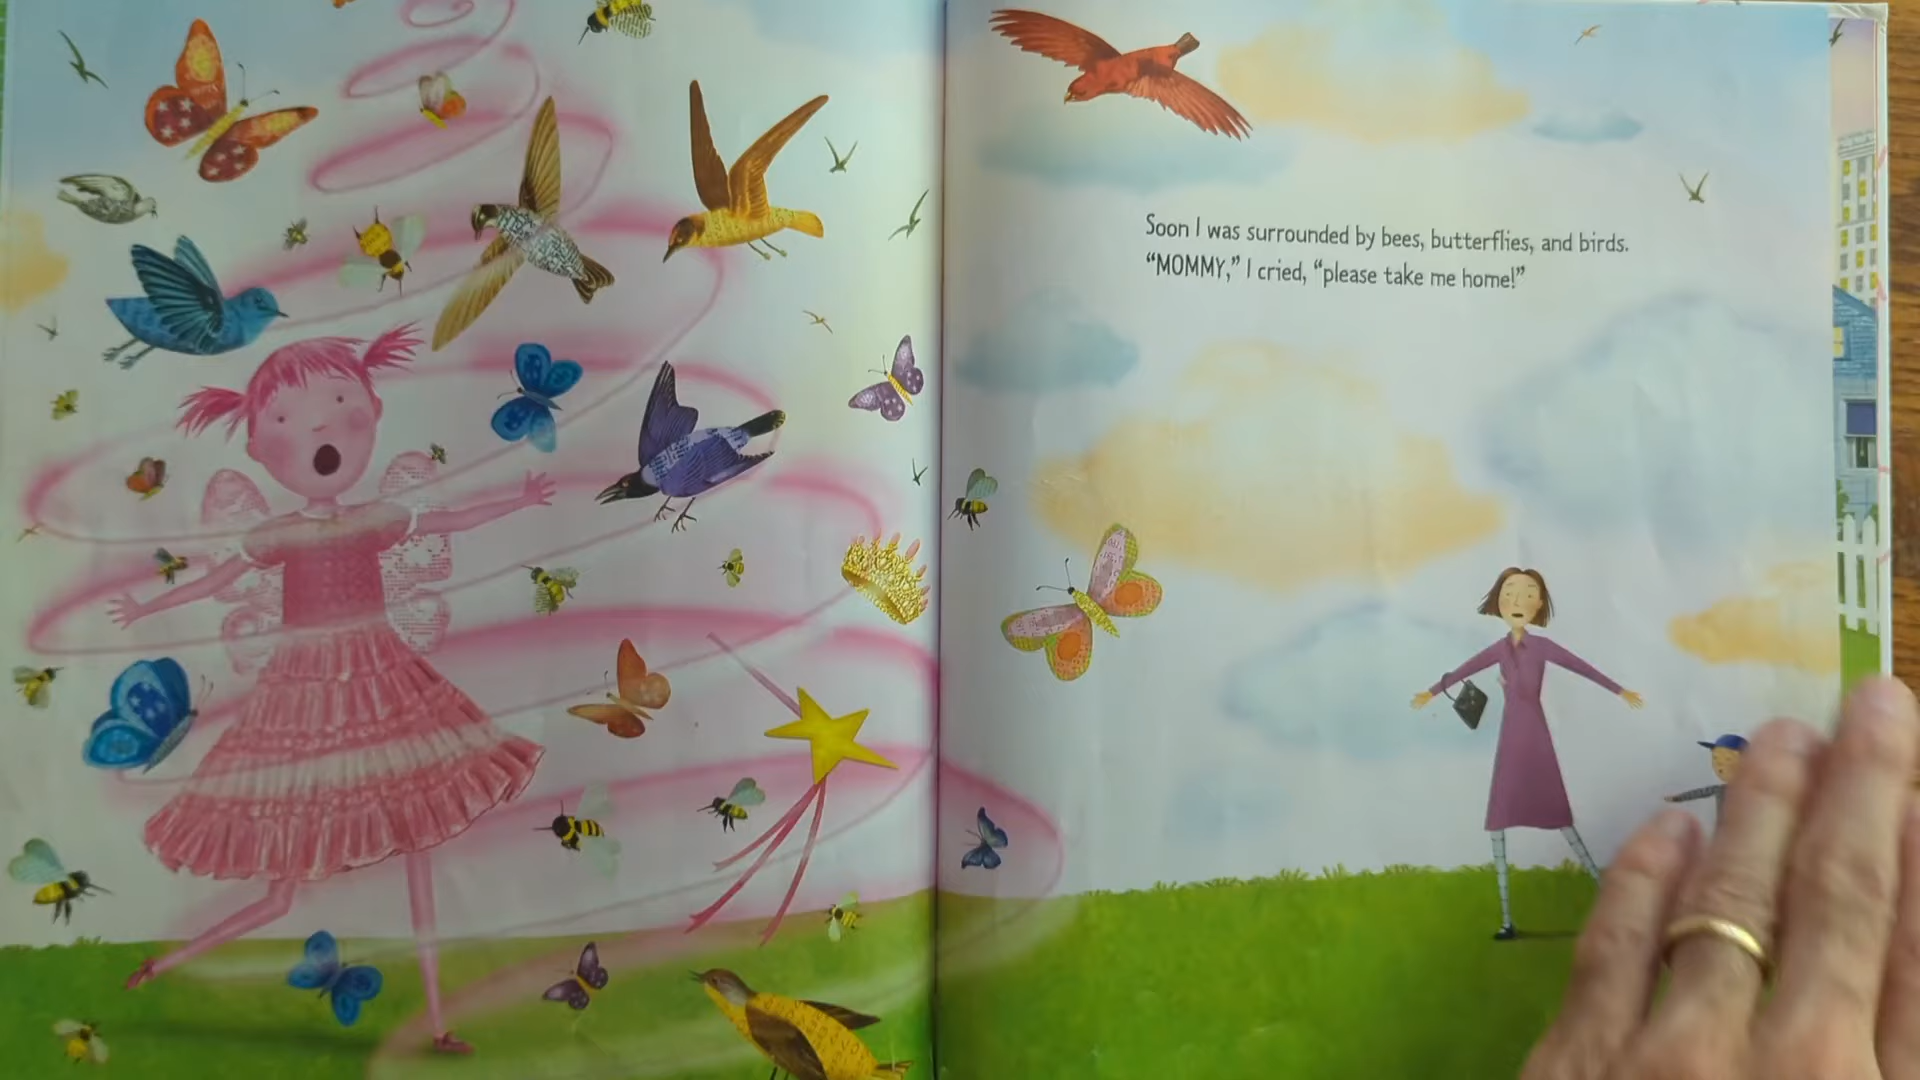 Soon I was surrounded by bees, butterflies, and birds.
“MOMMY,” I cried, “please take me home!”